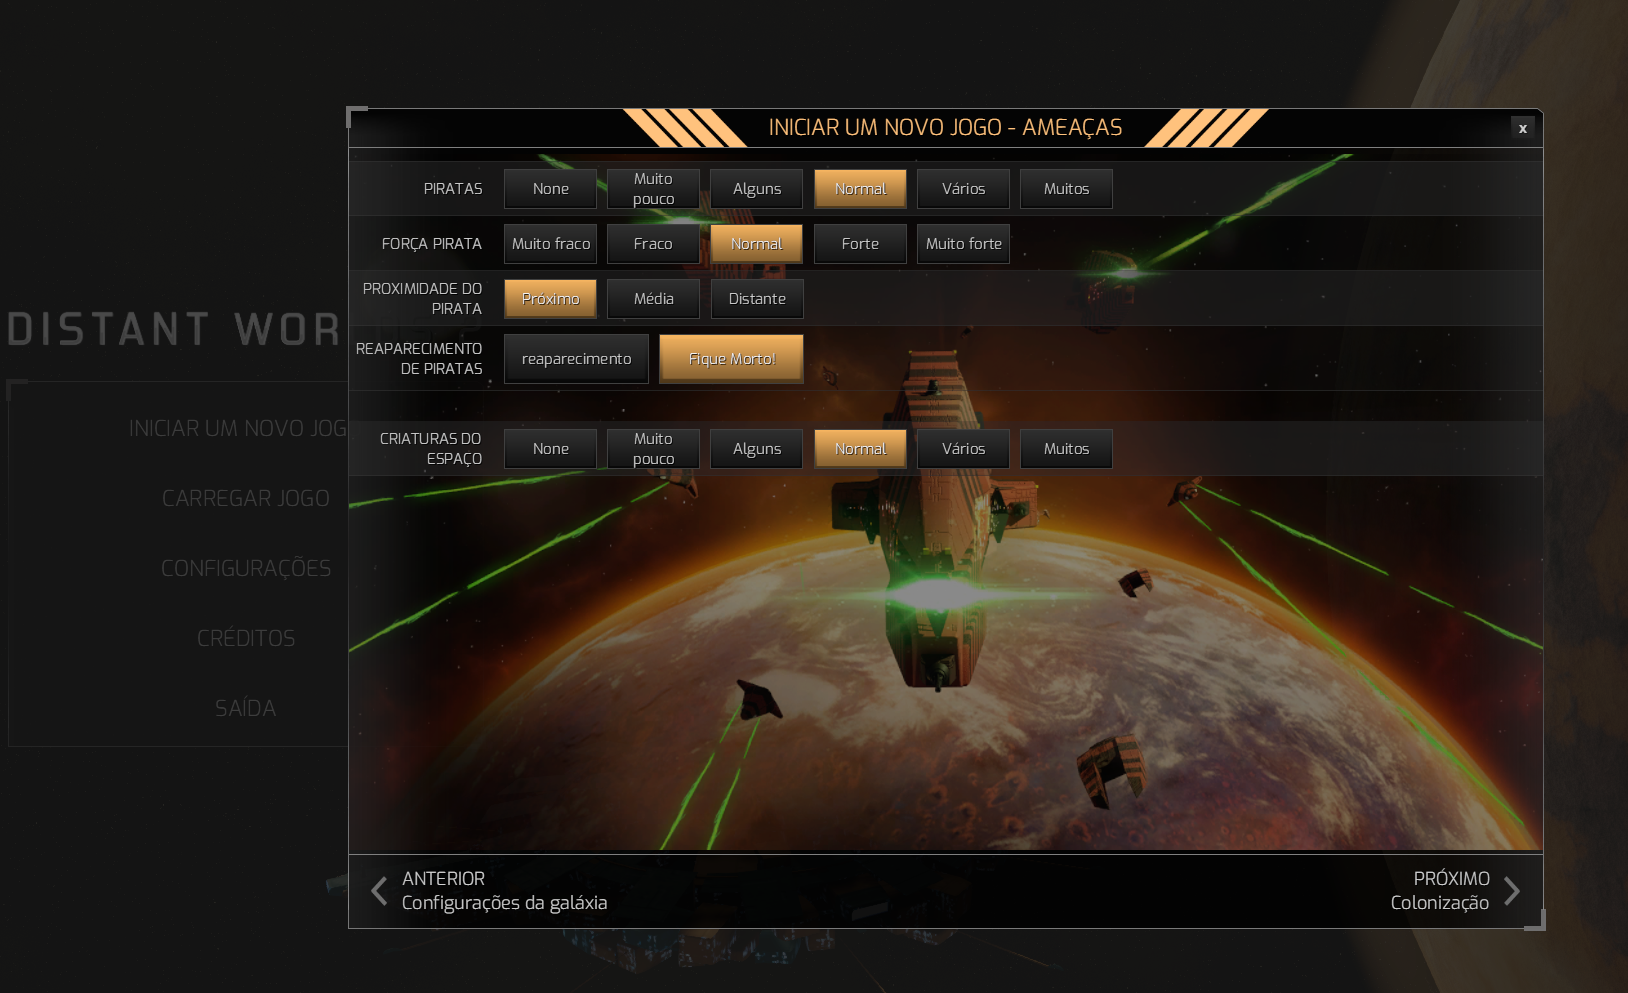 INICIAR UM NOVO JOGO - AMEAÇAS
x
PIRATAS
None
Muito
pouco
Alguns
Normal
Vários
Muitos
FORÇA PIRATA
Muito fraco
Fraco
Normal
Forte
Muito forte
PROXIMIDADE DO
PIRATA
Próximo
Média
Distante
REAPARECIMENTO
DE PIRATAS
reaparecimento
Fique Morto!
CRIATURAS DO
ESPAÇO
None
Muito
pouco
Alguns
Normal
Vários
Muitos
DISTANT WOR
INICIAR UM NOVO JOG
CARREGAR JOGO
CONFIGURAÇÕES
CRÉDITOS
SAÍDA
ANTERIOR
Configurações da galáxia
PRÓXIMO
Colonização